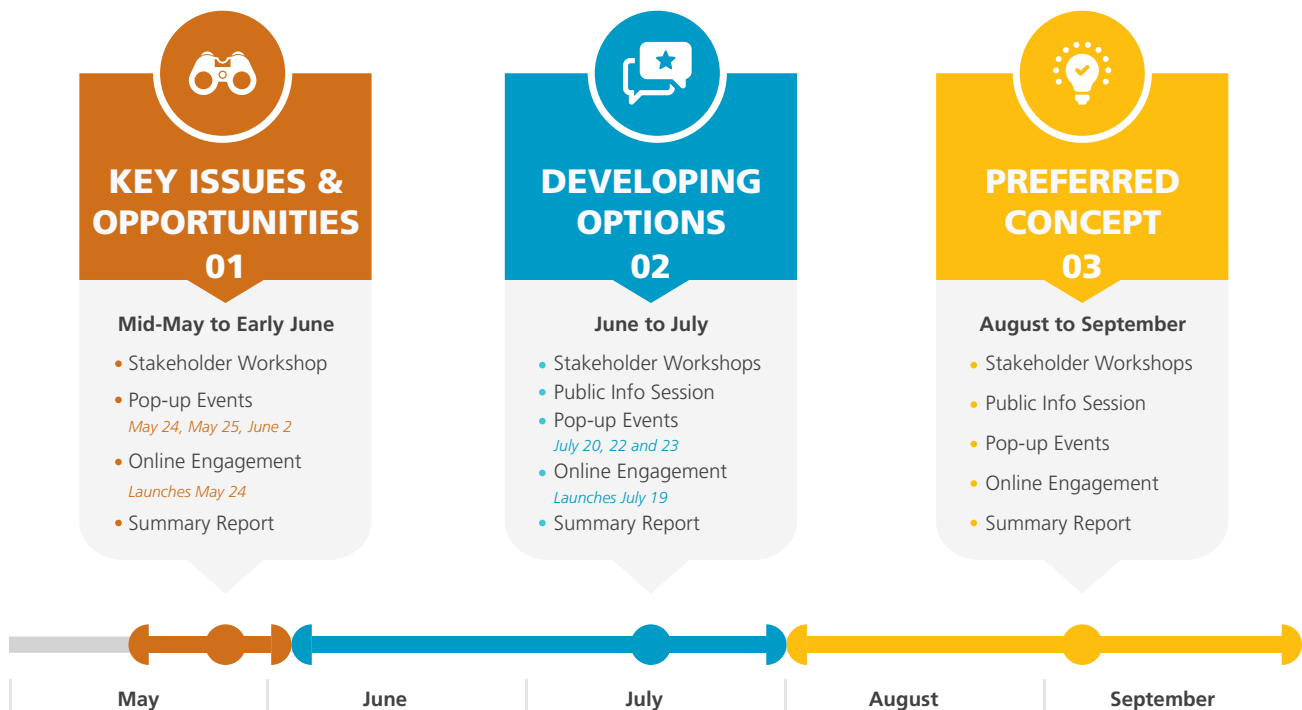 KEY ISSUES &
OPPORTUNITIES
01
Mid-May to Early June
• Stakeholder Workshop
• Pop-up Events
May 24, May 25, June 2
• Online Engagement
Launches May 24
• Summary Report
DEVELOPING
OPTIONS
02
June to July
• Stakeholder Workshops
• Public Info Session
• Pop-up Events
July 20, 22 and 23
• Online Engagement
Launches July 19
• Summary Report
PREFERRED
CONCEPT
03
August to September
• Stakeholder Workshops
• Public Info Session
• Pop-up Events
• Online Engagement
• Summary Report
May
June
July
August
September